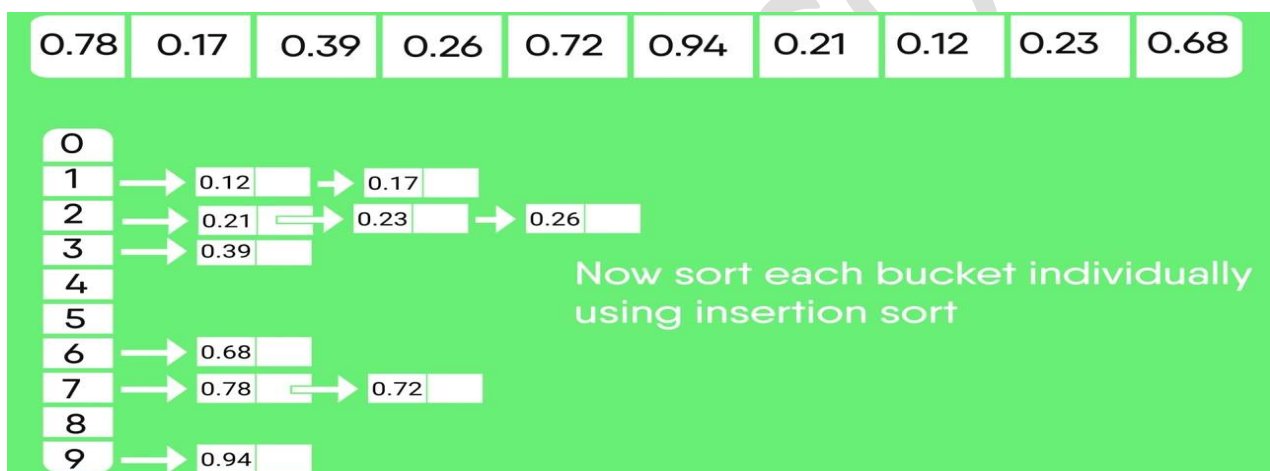 0.78 0.17 0.39 0.26 0.72 0.94 0.21 0.12 0.23 0.68
0
1 0.12 0.17
2 0.21 0.23 0.26
3 0.39
4
5
6 0.68
7 0.78 0.72
8
9 0.94
Now sort each bucket individually
using insertion sort